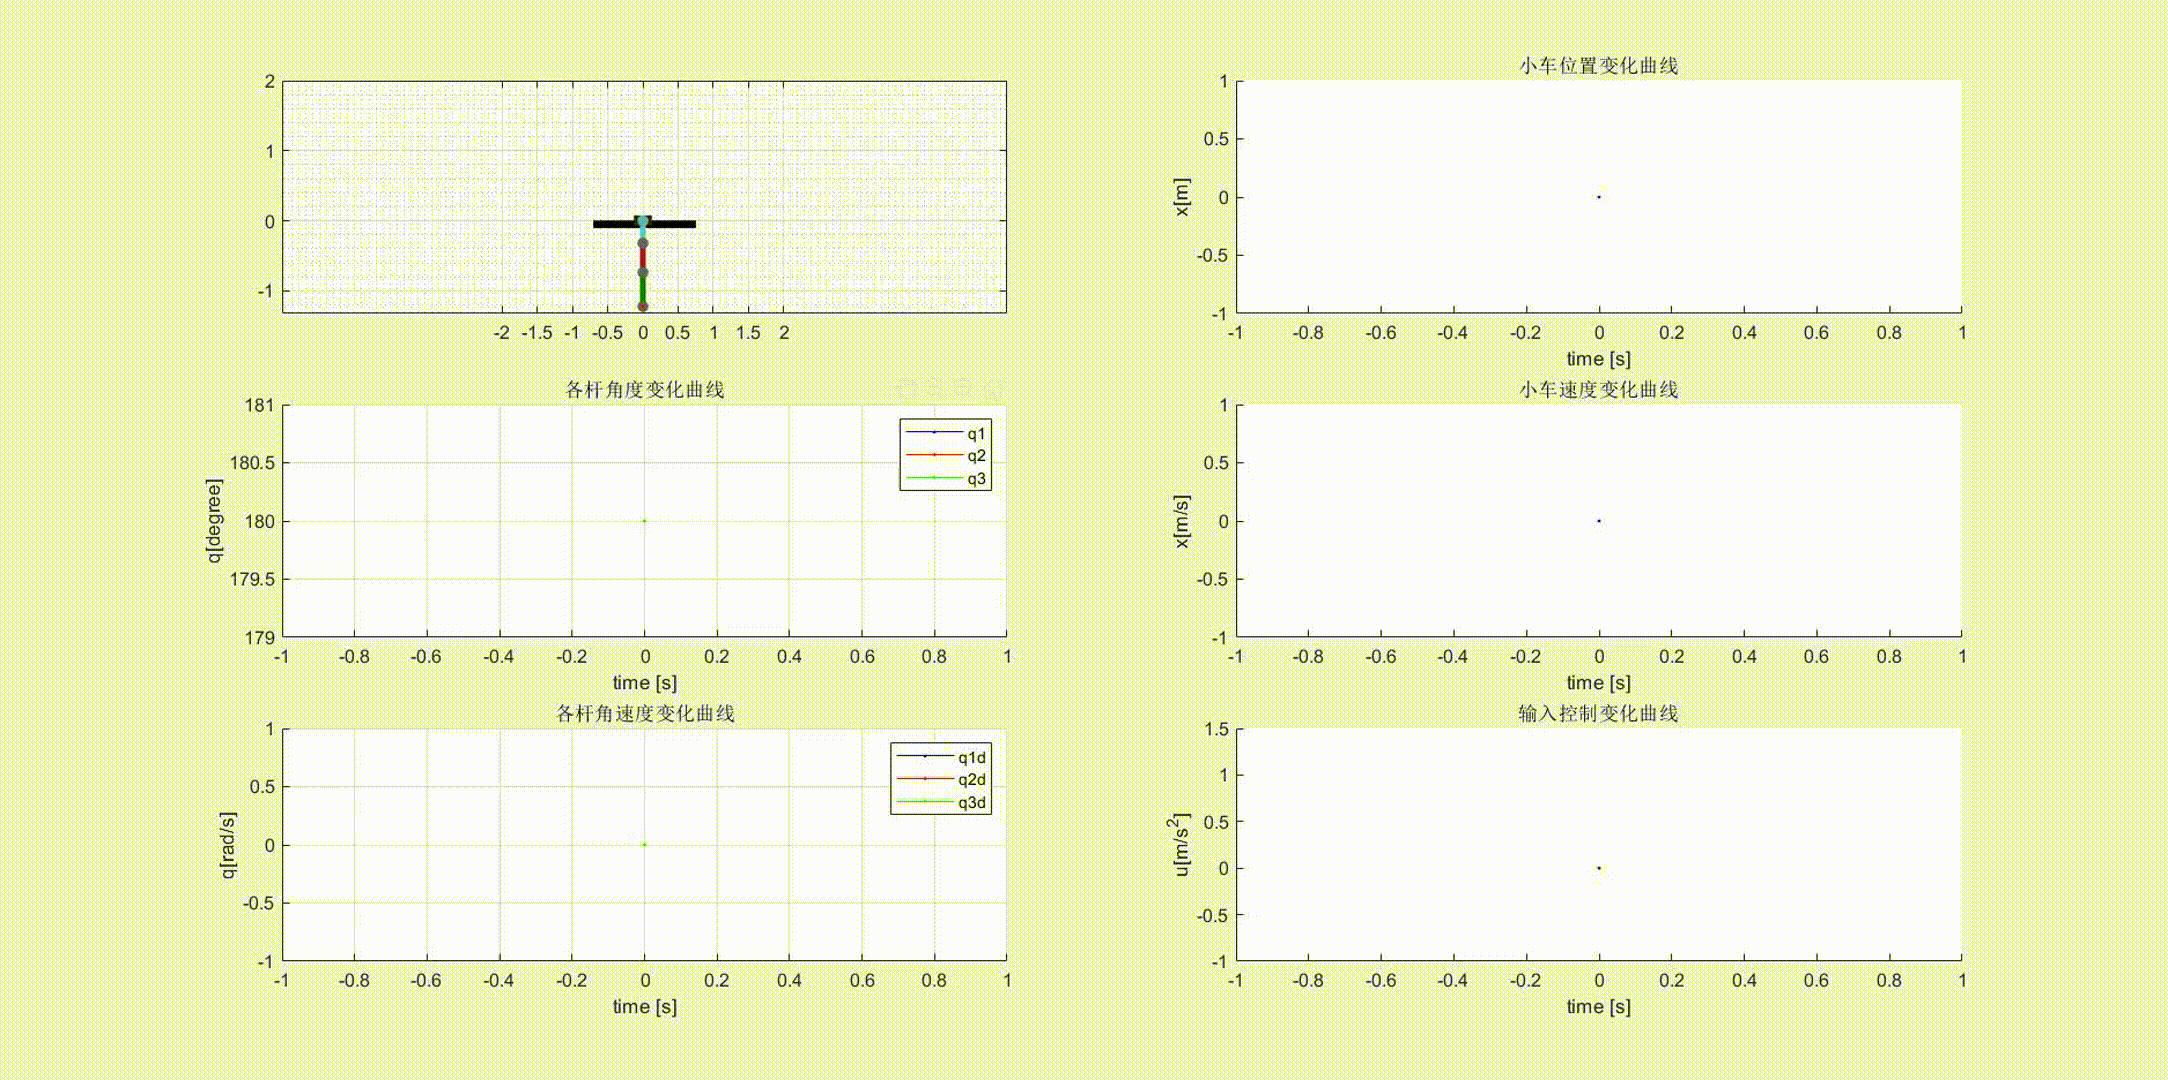 2
1
0
-1
-2 -1.5 -1 -0.5 0 0.5 1 1.5 2
小车位置变化曲线
1
0.5
0
-0.5
-1
x[m]
-1 -0.8 -0.6 -0.4 -0.2 0 0.2 0.4 0.6 0.8 1
time [s]
各杆角度变化曲线
181
180.5
180
179.5
179
q[degree]
q1
q2
q3
-1 -0.8 -0.6 -0.4 -0.2 0 0.2 0.4 0.6 0.8 1
time [s]
小车速度变化曲线
1
0.5
0
-0.5
-1
x[m/s]
-1 -0.8 -0.6 -0.4 -0.2 0 0.2 0.4 0.6 0.8 1
time [s]
各杆角速度变化曲线
1
0.5
0
-0.5
-1
q[rad/s]
q1d
q2d
q3d
-1 -0.8 -0.6 -0.4 -0.2 0 0.2 0.4 0.6 0.8 1
time [s]
输入控制变化曲线
1.5
1
0.5
0
-0.5
-1
u[m/s²]
-1 -0.8 -0.6 -0.4 -0.2 0 0.2 0.4 0.6 0.8 1
time [s]